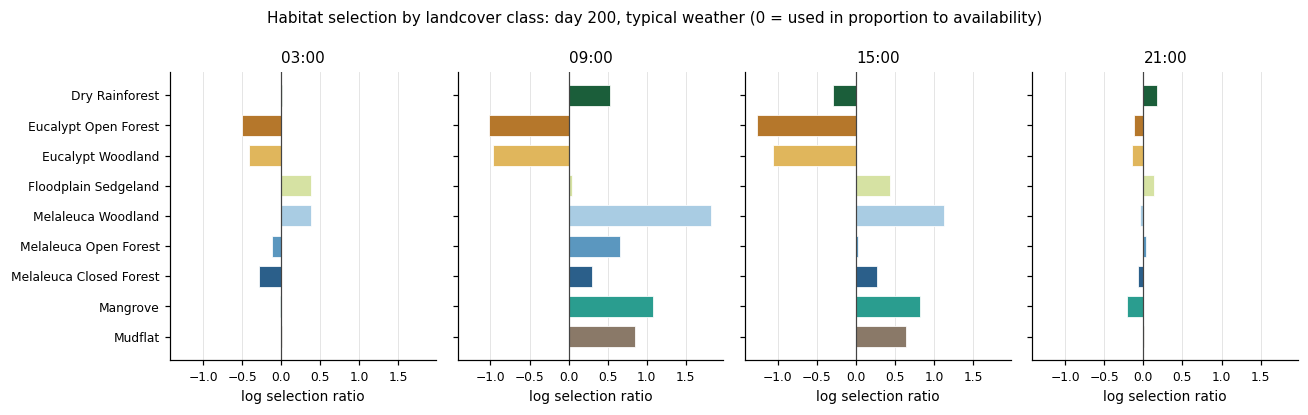 Habitat selection by landcover class: day 200, typical weather (0 = used in proportion to availability)
03:00
09:00
15:00
21:00
Dry Rainforest
Eucalypt Open Forest
Eucalypt Woodland
Floodplain Sedgeland
Melaleuca Woodland
Melaleuca Open Forest
Melaleuca Closed Forest
Mangrove
Mudflat
−1.0 −0.5 0.0 0.5 1.0 1.5
−1.0 −0.5 0.0 0.5 1.0 1.5
−1.0 −0.5 0.0 0.5 1.0 1.5
−1.0 −0.5 0.0 0.5 1.0 1.5
log selection ratio
log selection ratio
log selection ratio
log selection ratio